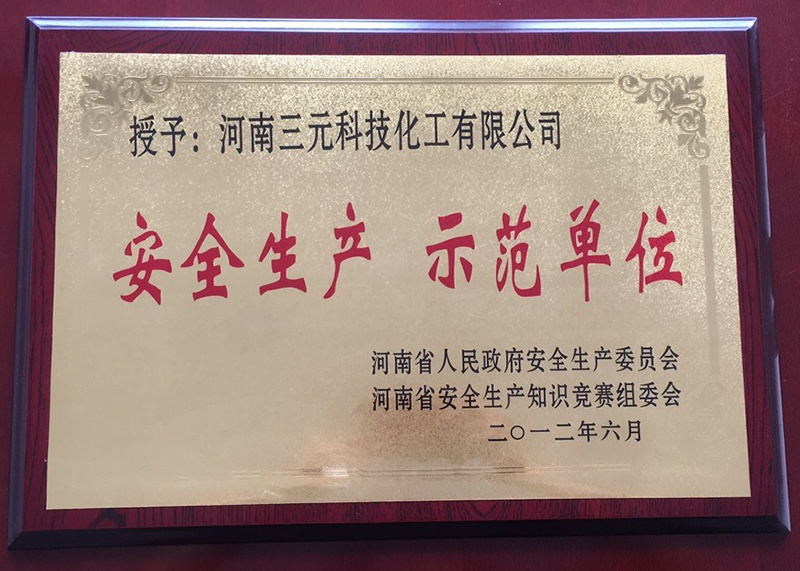 授予：河南三元科技化工有限公司
安全生产 示范单位
河南省人民政府安全生产委员会
河南省安全生产知识竞赛组委会
二〇一二年六月